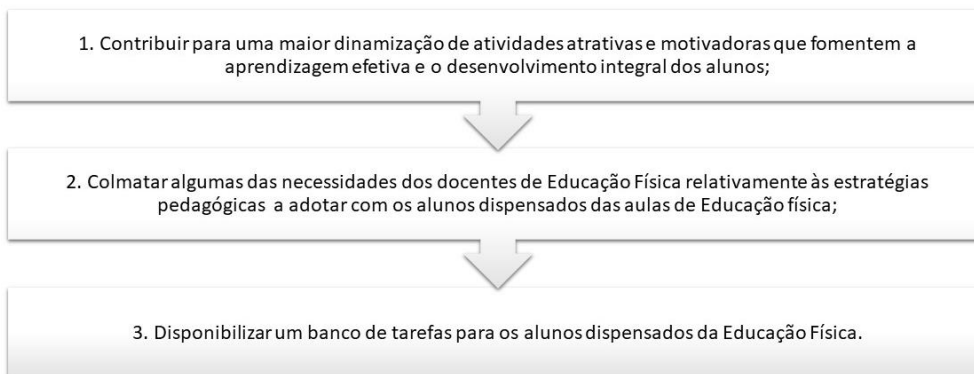 1. Contribuir para uma maior dinamização de atividades atrativas e motivadoras que fomentem a
aprendizagem efetiva e o desenvolvimento integral dos alunos;
2. Colmatar algumas das necessidades dos docentes de Educação Física relativamente às estratégias
pedagógicas a adotar com os alunos dispensados das aulas de Educação física;
3. Disponibilizar um banco de tarefas para os alunos dispensados da Educação Física.